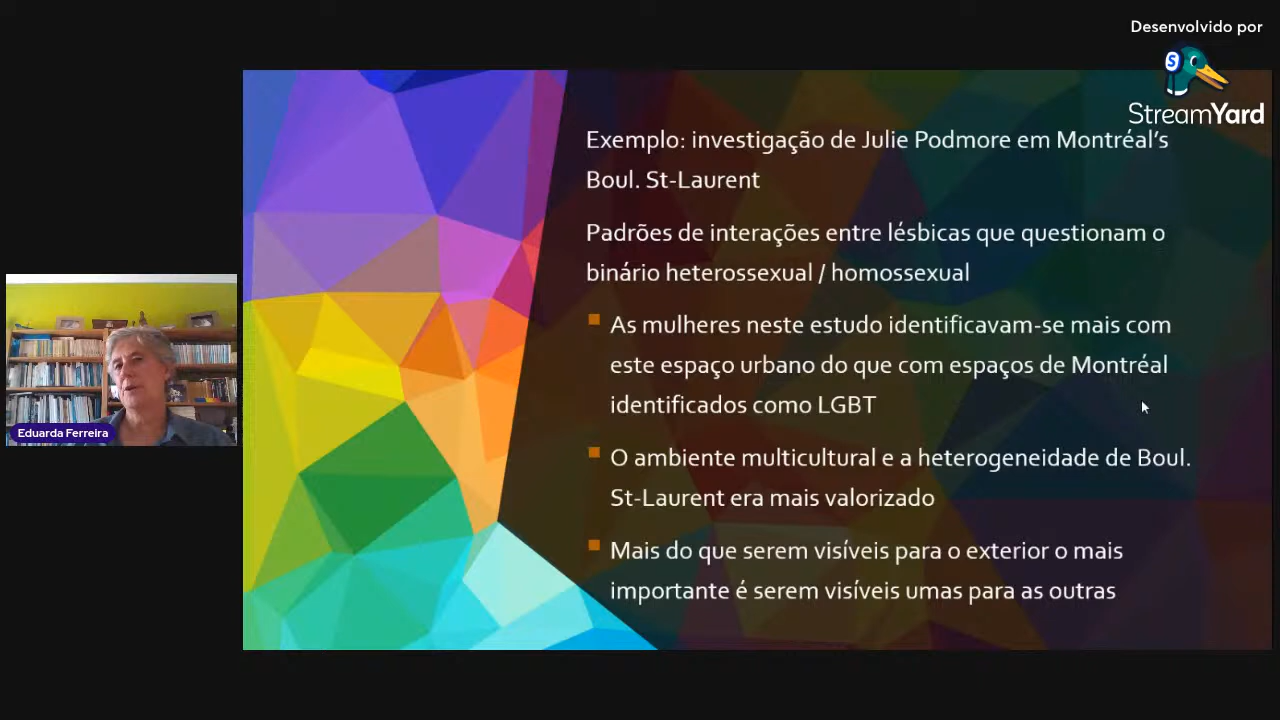 Desenvolvido por
S
StreamYard
Exemplo: investigação de Julie Podmore em Montréal's
Boul. St-Laurent
Padrões de interações entre lésbicas que questionam o
binário heterossexual / homossexual
As mulheres neste estudo identificavam-se mais com
este espaço urbano do que com espaços de Montréal
identificados como LGBT
O ambiente multicultural e a heterogeneidade de Boul.
St-Laurent era mais valorizado
Mais do que serem visíveis para o exterior o mais
importante é serem visíveis umas para as outras
Eduarda Ferreira